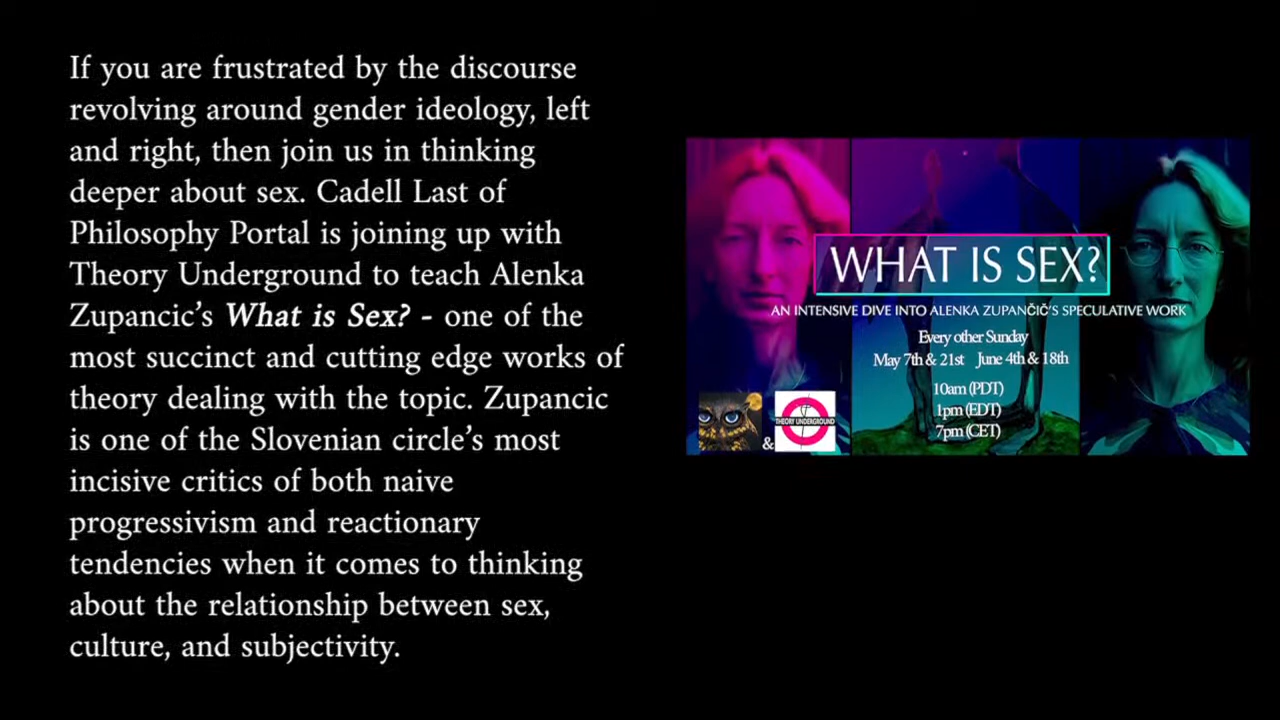 If you are frustrated by the discourse
revolving around gender ideology, left
and right, then join us in thinking
deeper about sex. Cadell Last of
Philosophy Portal is joining up with
Theory Underground to teach Alenka
Zupancic's What is Sex? - one of the
most succinct and cutting edge works of
theory dealing with the topic. Zupancic
is one of the Slovenian circle's most
incisive critics of both naive
progressivism and reactionary
tendencies when it comes to thinking
about the relationship between sex,
culture, and subjectivity.
WHAT IS SEX?
AN INTENSIVE DIVE INTO ALENKA ZUPANČIČ'S SPECULATIVE WORK
Every other Sunday
May 7th & 21st June 4th & 18th
10am (PDT)
1pm (EDT)
7pm (CET)
&
THEORY UNDERGROUND